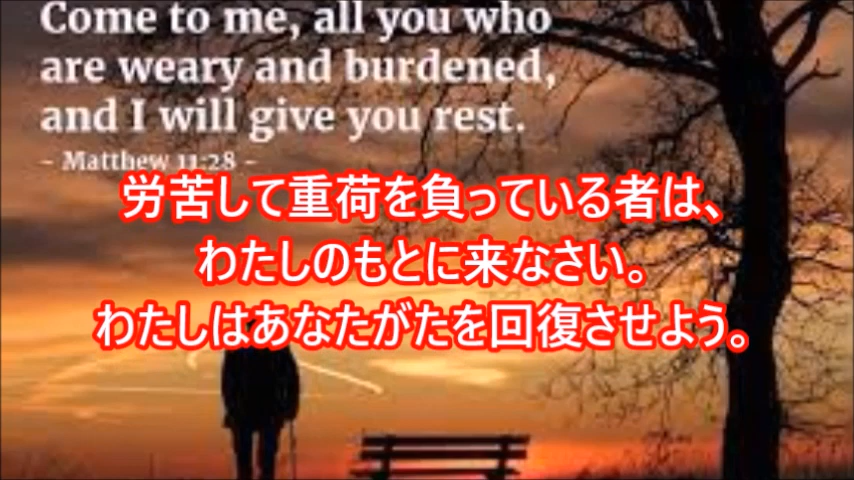 Come to me, all you who
are weary and burdened,
and I will give you rest.
- Matthew 11:28 -
労苦して重荷を負っている者は、
わたしのもとに来なさい。
わたしはあなたがたを回復させよう。